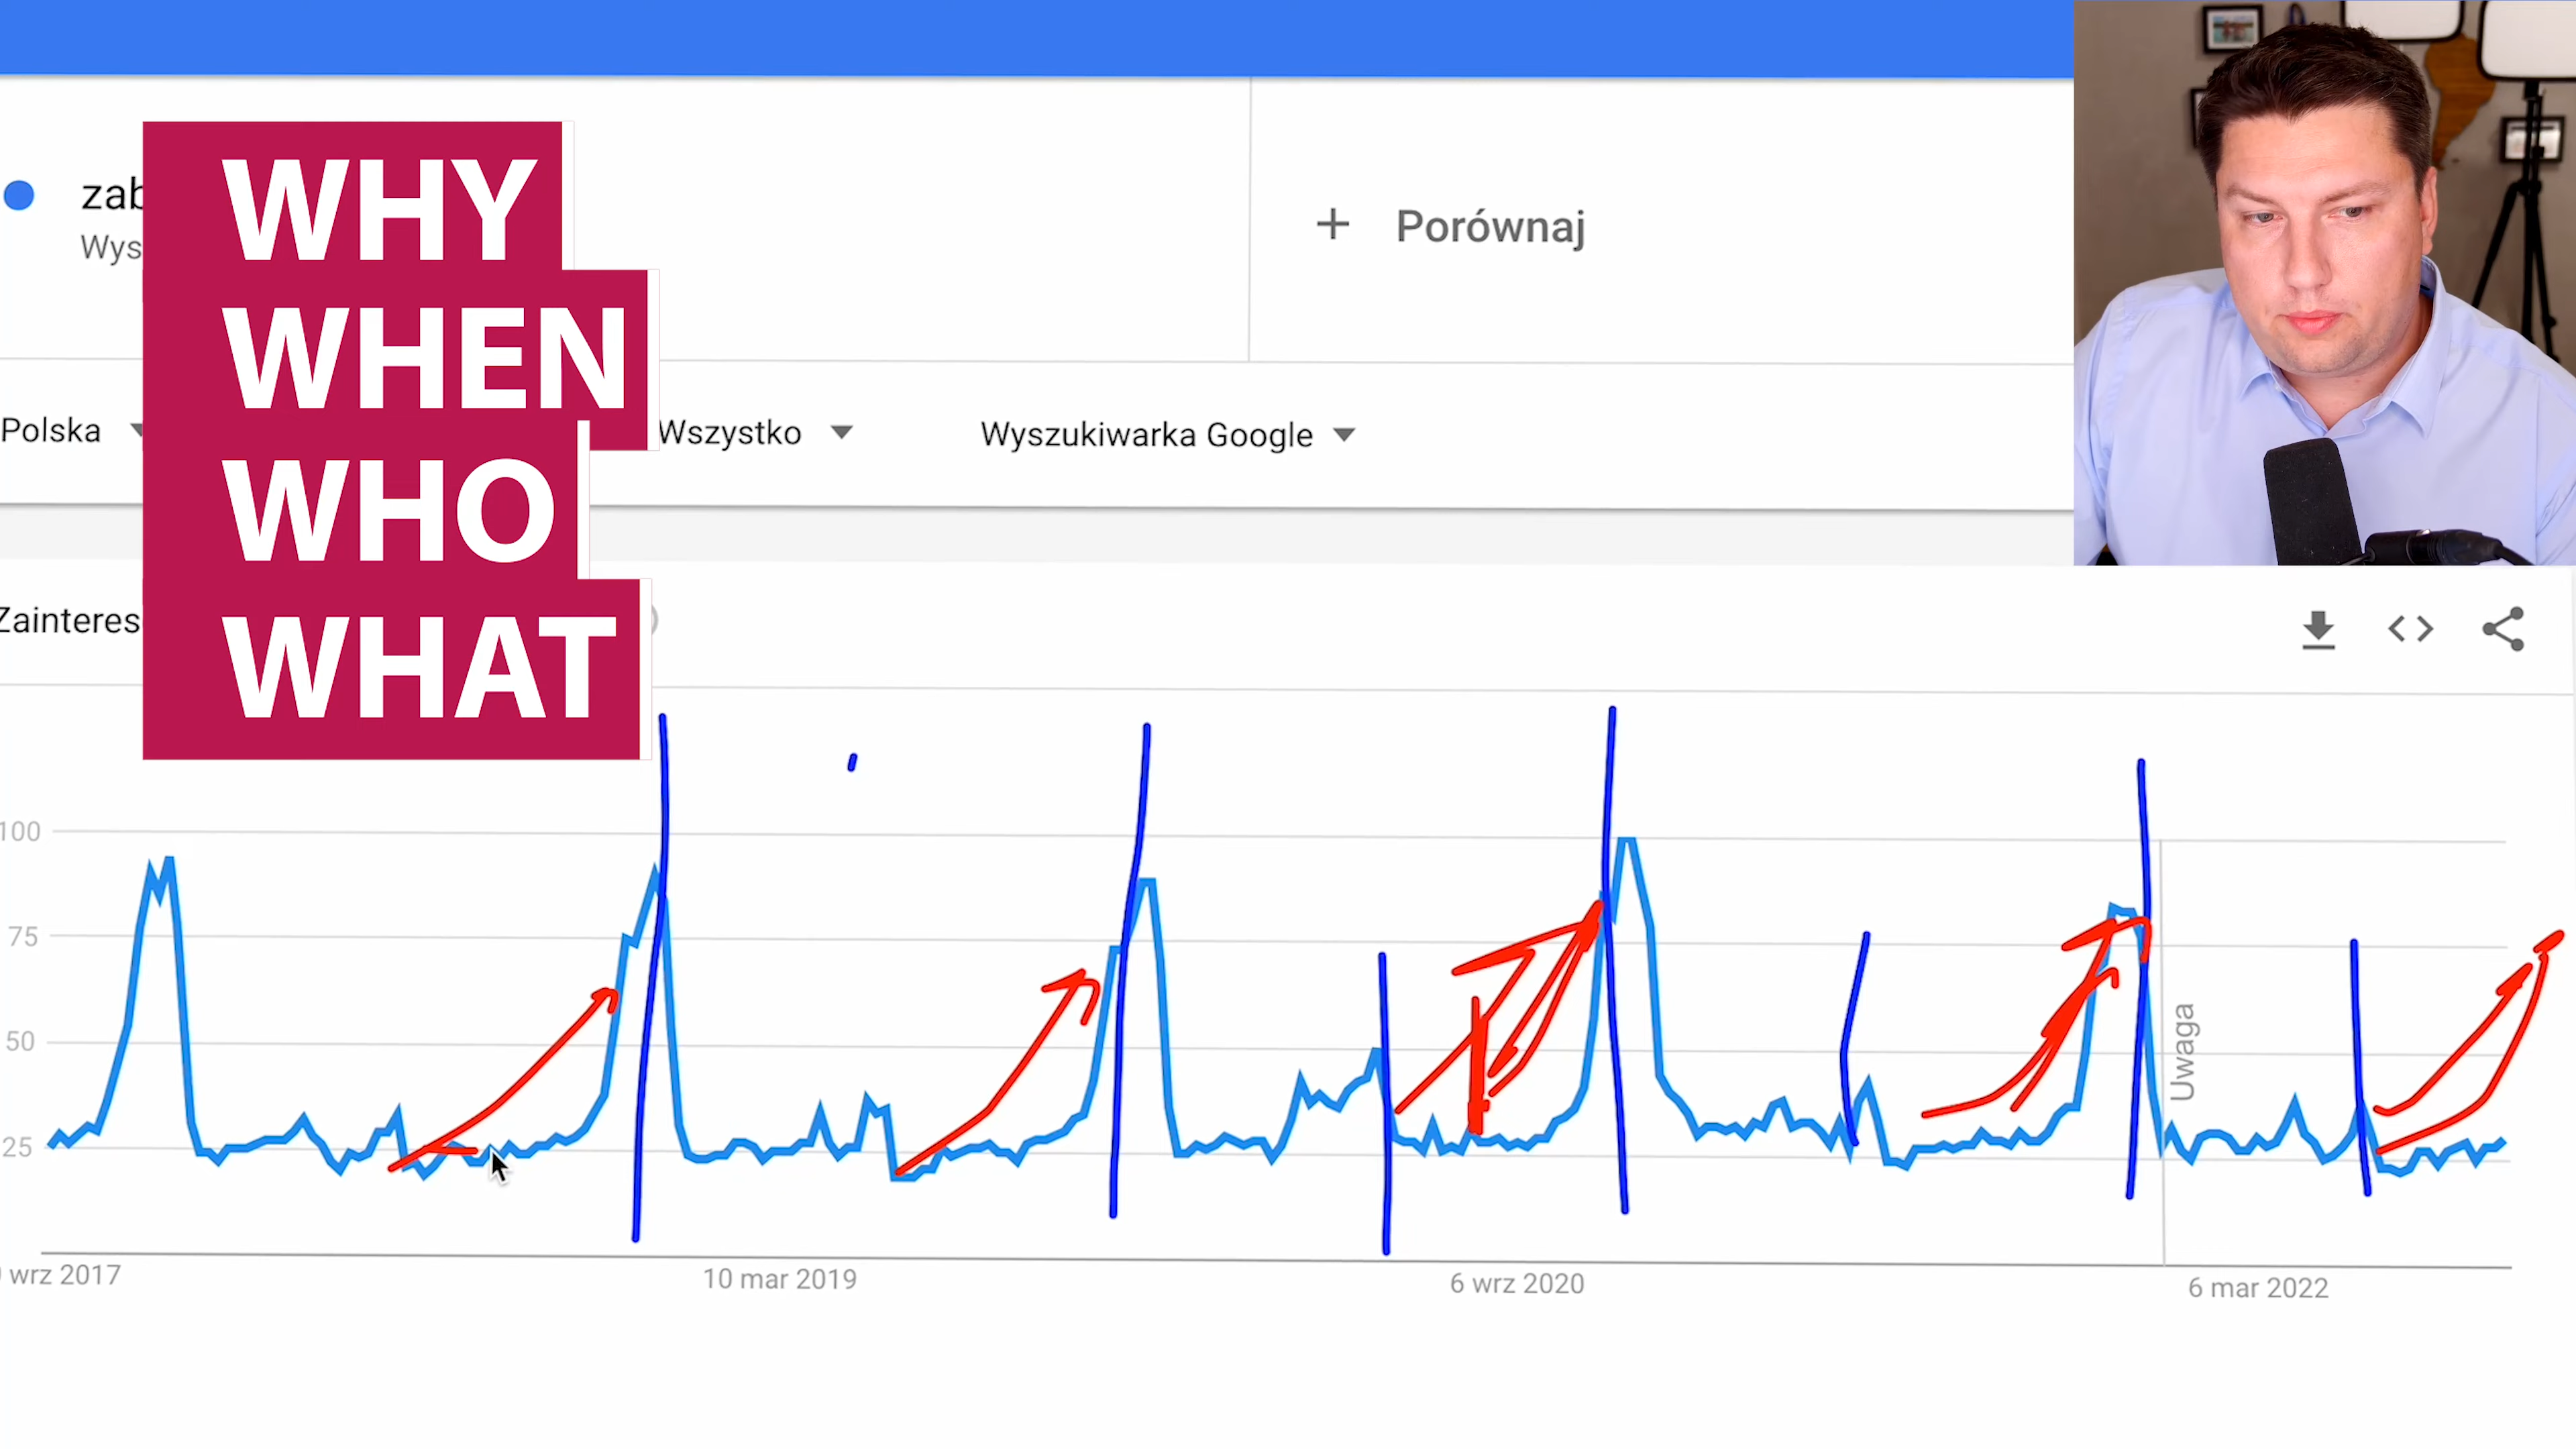 WHY
WHEN
WHO
WHAT
zab
Wys
+ Porównaj
Polska
Wszystko
Wyszukiwarka Google
Zainteres
100
75
50
25
wrz 2017
10 mar 2019
6 wrz 2020
6 mar 2022
Uwaga